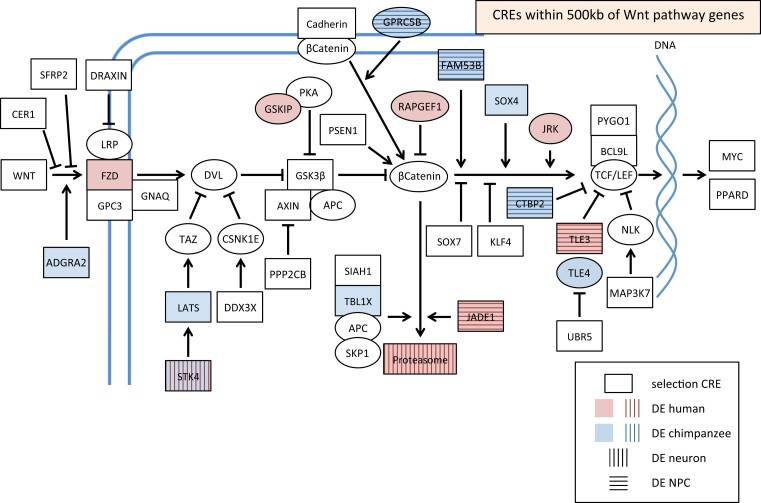 CREs within 500kb of Wnt pathway genes
Cadherin
βCatenin
GPRC5B
DNA
SFRP2
DRAXIN
FAM53B
CER1
PKA
GSKIP
RAPGEF1
SOX4
PSEN1
JRK
PYGO1
LRP
BCL9L
MYC
WNT
FZD
DVL
GSK3β
βCatenin
TCF/LEF
PPARD
GNAQ
GPC3
AXIN
APC
CTBP2
TAZ
CSNK1E
SOX7
KLF4
TLE3
NLK
ADGRA2
PPP2CB
SIAH1
TLE4
LATS
DDX3X
TBL1X
MAP3K7
APC
JADE1
UBR5
SKP1
Proteasome
STK4
selection CRE
DE human
DE chimpanzee
DE neuron
DE NPC